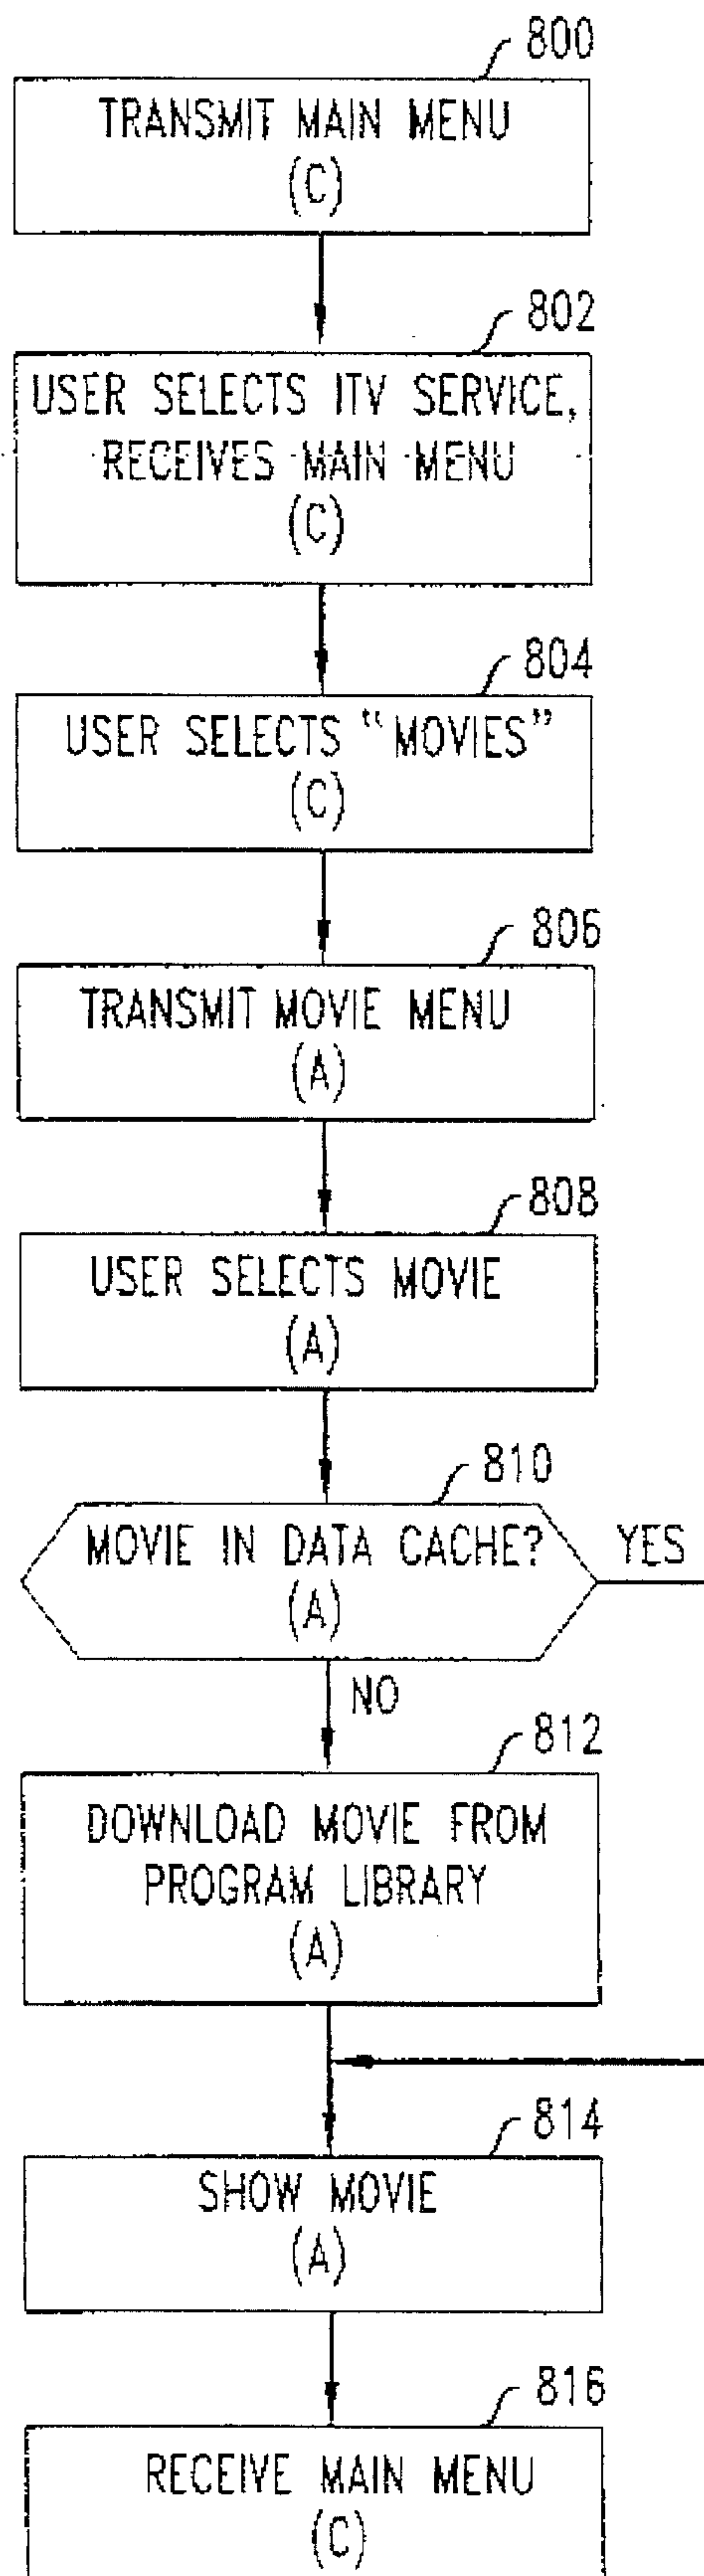 800
TRANSMIT MAIN MENU
(C)
802
USER SELECTS ITV SERVICE,
RECEIVES MAIN MENU
(C)
804
USER SELECTS “MOVIES”
(C)
806
TRANSMIT MOVIE MENU
(A)
808
USER SELECTS MOVIE
(A)
810
MOVIE IN DATA CACHE?
(A)
YES
NO
812
DOWNLOAD MOVIE FROM
PROGRAM LIBRARY
(A)
814
SHOW MOVIE
(A)
816
RECEIVE MAIN MENU
(C)